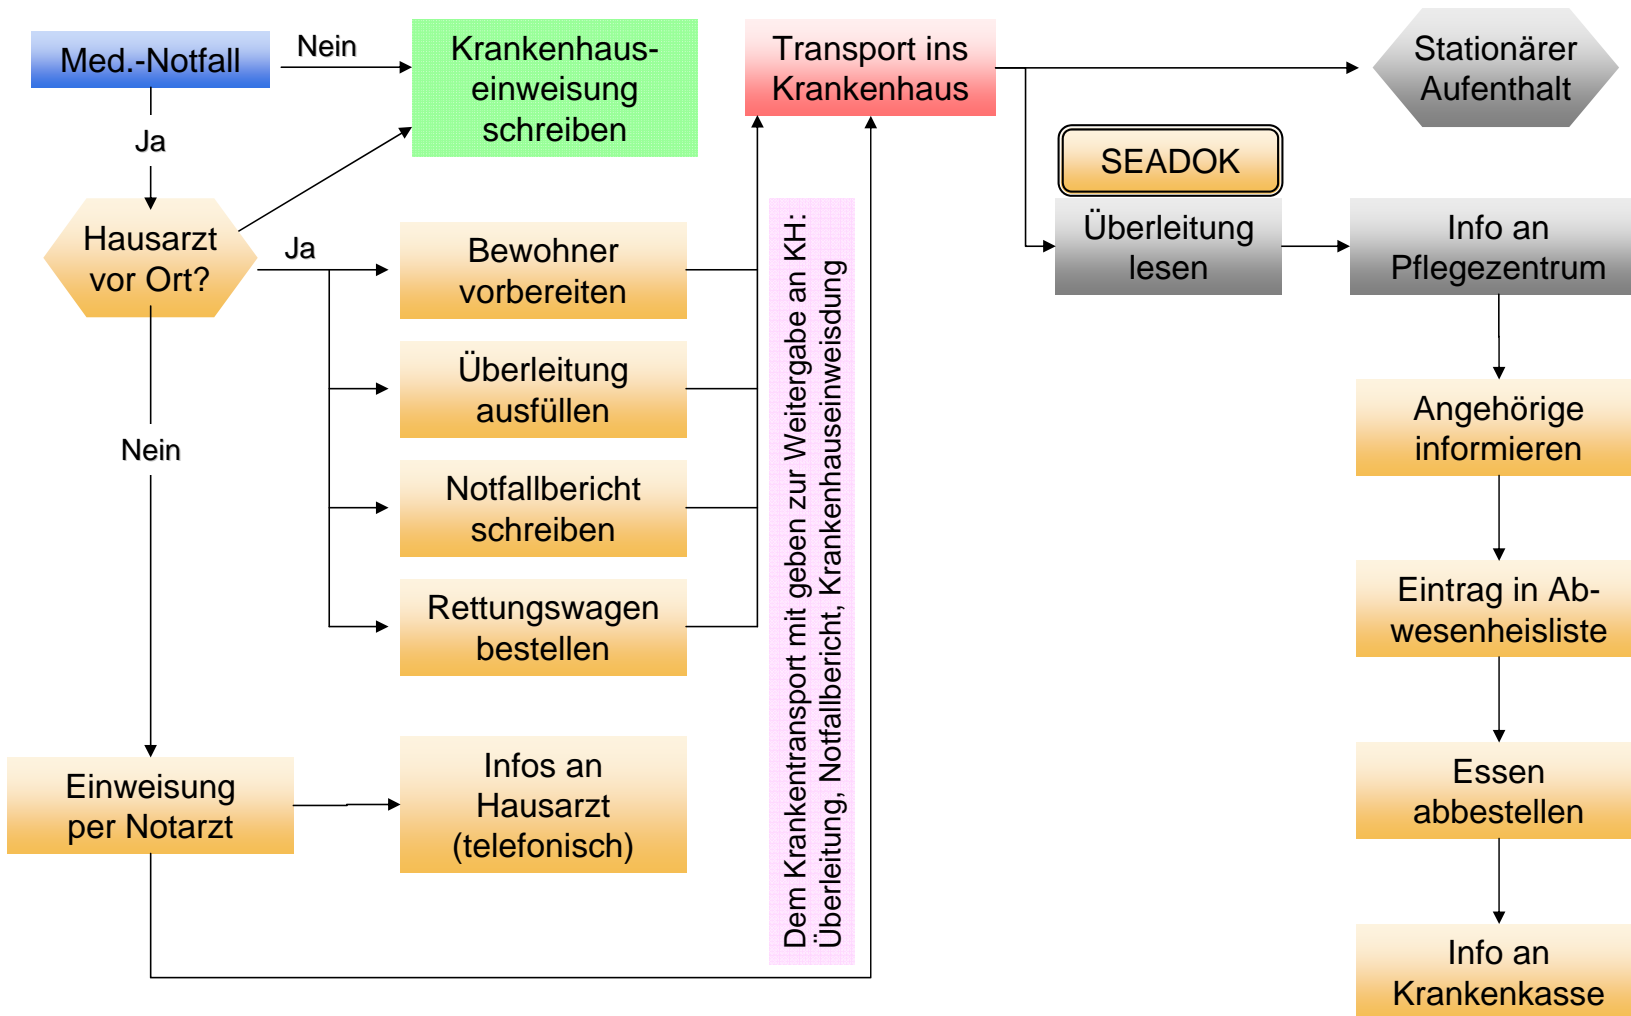 Med.-Notfall
Nein
Krankenhaus-
einweisung
schreiben
Transport ins
Krankenhaus
Stationärer
Aufenthalt
Ja
SEADOK
Hausarzt
vor Ort?
Ja
Bewohner
vorbereiten
Überleitung
lesen
Info an
Pflegezentrum
Überleitung
ausfüllen
Angehörige
informieren
Nein
Notfallbericht
schreiben
Dem Krankentransport mit geben zur Weitergabe an KH:
Überleitung, Notfallbericht, Krankenhauseinweisdung
Rettungswagen
bestellen
Eintrag in Ab-
wesenheisliste
Einweisung
per Notarzt
Infos an
Hausarzt
(telefonisch)
Essen
abbestellen
Info an
Krankenkasse